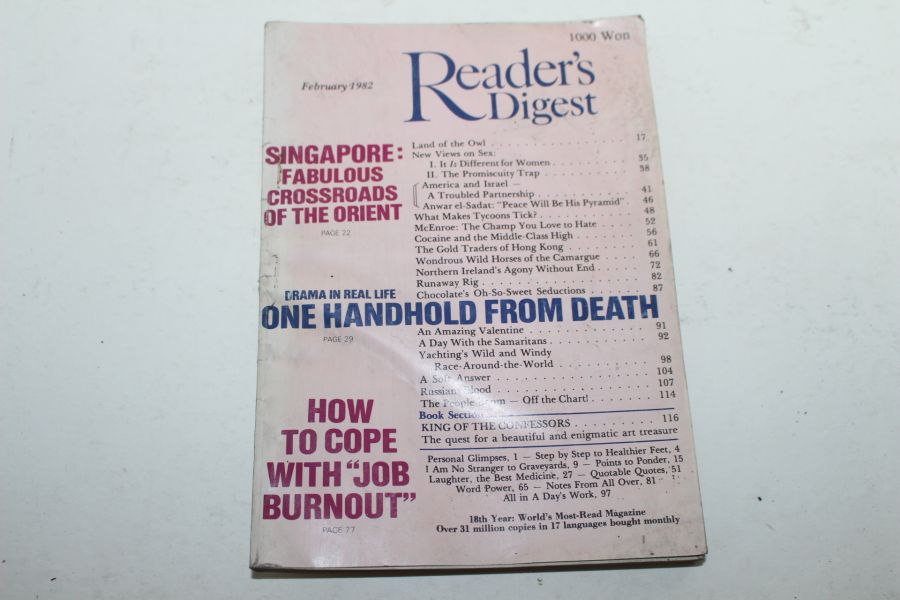 1000 Won
Reader's
Digest
February 1982
SINGAPORE:
FABULOUS
CROSSROADS
OF THE ORIENT
PAGE 22
DRAMA IN REAL LIFE
ONE HANDHOLD FROM DEATH
PAGE 29
HOW
TO COPE
WITH "JOB
BURNOUT"
PAGE 77
Land of the Owl . . . . . . . . . . . . . 17
New Views on Sex:
I. It Is Different for Women . . . . . . . . 35
II. The Promiscuity Trap . . . . . . . . . 38
America and Israel —
A Troubled Partnership . . . . . . . . . 41
Anwar el-Sadat: "Peace Will Be His Pyramid" . 46
What Makes Tycoons Tick? . . . . . . . . . 48
McEnroe: The Champ You Love to Hate . . . . 52
Cocaine and the Middle-Class High . . . . . . 56
The Gold Traders of Hong Kong . . . . . . . 61
Wondrous Wild Horses of the Camargue . . . . 66
Northern Ireland's Agony Without End . . . . . 72
Runaway Rig . . . . . . . . . . . . . . 82
Chocolate's Oh-So-Sweet Seductions . . . . . 87
An Amazing Valentine . . . . . . . . . . . 91
A Day With the Samaritans . . . . . . . . . 92
Yachting's Wild and Windy
Race-Around-the-World . . . . . . . . . 98
A Soft Answer . . . . . . . . . . . . . 104
Russian Blood . . . . . . . . . . . . . 107
The People Boom — Off the Chart! . . . . . . 114
Book Section
KING OF THE CONFESSORS . . . . . . . . . 116
The quest for a beautiful and enigmatic art treasure
Personal Glimpses, 1 — Step by Step to Healthier Feet, 4
I Am No Stranger to Graveyards, 9 — Points to Ponder, 15
Laughter, the Best Medicine, 27 — Quotable Quotes, 51
Word Power, 65 — Notes From All Over, 81
All in A Day's Work, 97
18th Year: World's Most-Read Magazine
Over 31 million copies in 17 languages bought monthly